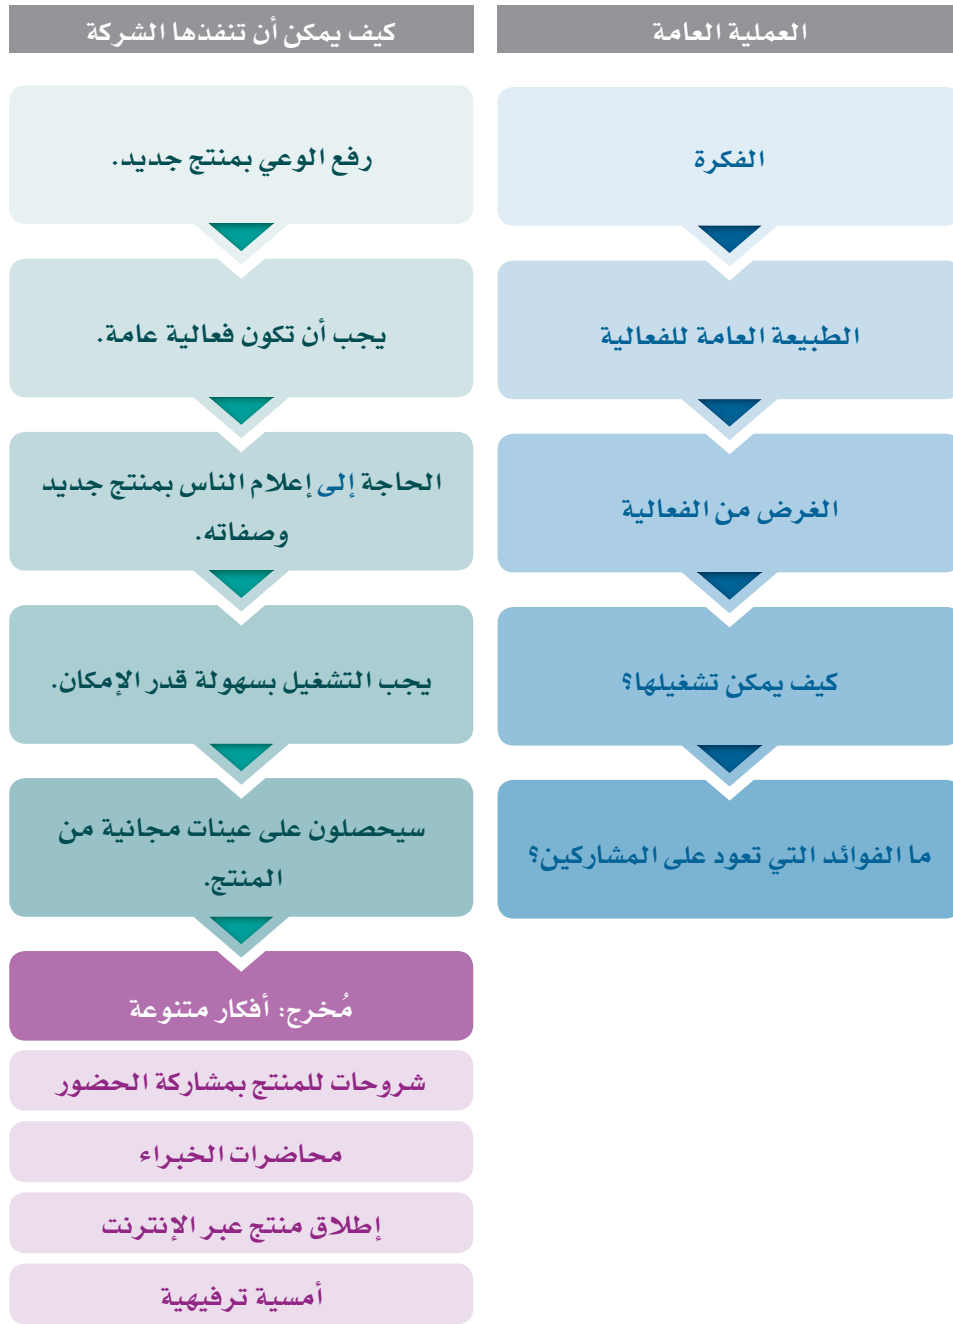 العملية العامة
كيف يمكن أن تنفذها الشركة
الفكرة
رفع الوعي بمنتج جديد.
الطبيعة العامة للفعالية
يجب أن تكون فعالية عامة.
الغرض من الفعالية
الحاجة إلى إعلام الناس بمنتج جديد
وصفاته.
كيف يمكن تشغيلها؟
يجب التشغيل بسهولة قدر الإمكان.
ما الفوائد التي تعود على المشاركين؟
سيحصلون على عينات مجانية من
المنتج.
مُخرج: أفكار متنوعة
شروحات للمنتج بمشاركة الحضور
محاضرات الخبراء
إطلاق منتج عبر الإنترنت
أمسية ترفيهية